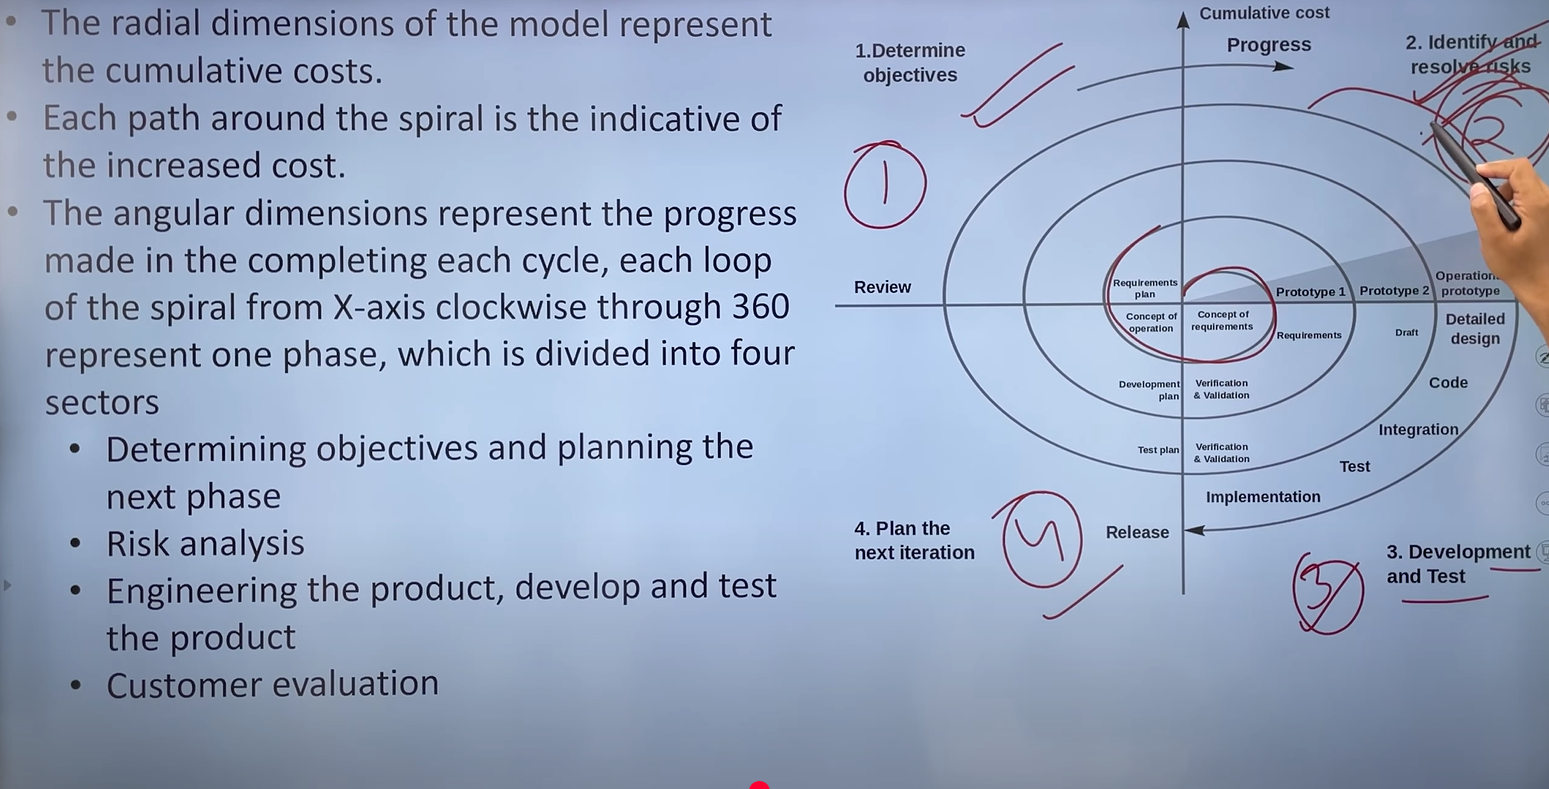 • The radial dimensions of the model represent
the cumulative costs.
• Each path around the spiral is the indicative of
the increased cost.
• The angular dimensions represent the progress
made in the completing each cycle, each loop
of the spiral from X-axis clockwise through 360
represent one phase, which is divided into four
sectors
• Determining objectives and planning the
next phase
• Risk analysis
• Engineering the product, develop and test
the product
• Customer evaluation
Cumulative cost
Progress
1.Determine
objectives
2. Identify and
resolve risks
1
2
Review
Requirements
plan
Concept of
operation
Concept of
requirements
Prototype 1
Prototype 2
Operation
prototype
Requirements
Draft
Detailed
design
Development
plan
Verification
& Validation
Code
Integration
Test plan
Verification
& Validation
Test
Implementation
4. Plan the
next iteration
4
Release
3
3. Development
and Test